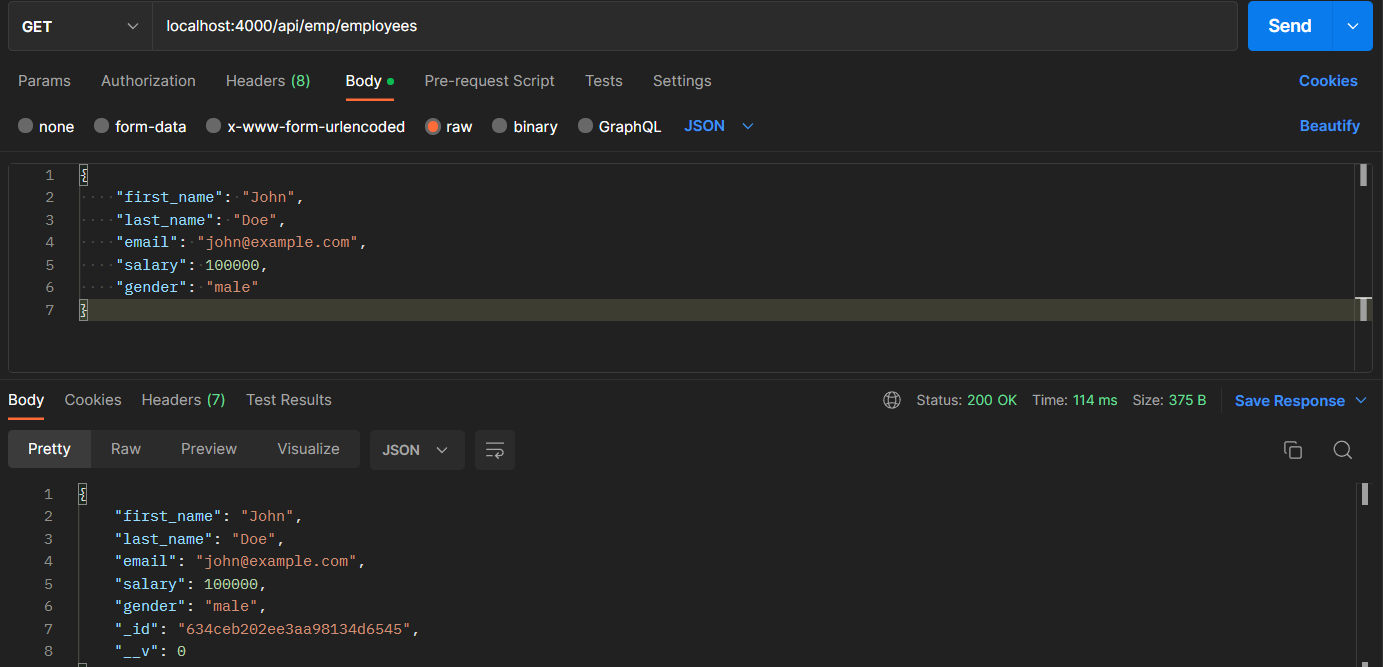 GET localhost:4000/api/emp/employees Send
Params Authorization Headers (8) Body Pre-request Script Tests Settings Cookies
none form-data x-www-form-urlencoded raw binary GraphQL JSON Beautify
1 {
2 "first_name": "John",
3 "last_name": "Doe",
4 "email": "john@example.com",
5 "salary": 100000,
6 "gender": "male"
7 }
Body Cookies Headers (7) Test Results Status: 200 OK Time: 114 ms Size: 375 B Save Response
Pretty Raw Preview Visualize JSON
1 {
2 "first_name": "John",
3 "last_name": "Doe",
4 "email": "john@example.com",
5 "salary": 100000,
6 "gender": "male",
7 "_id": "634ceb202ee3aa98134d6545",
8 "__v": 0